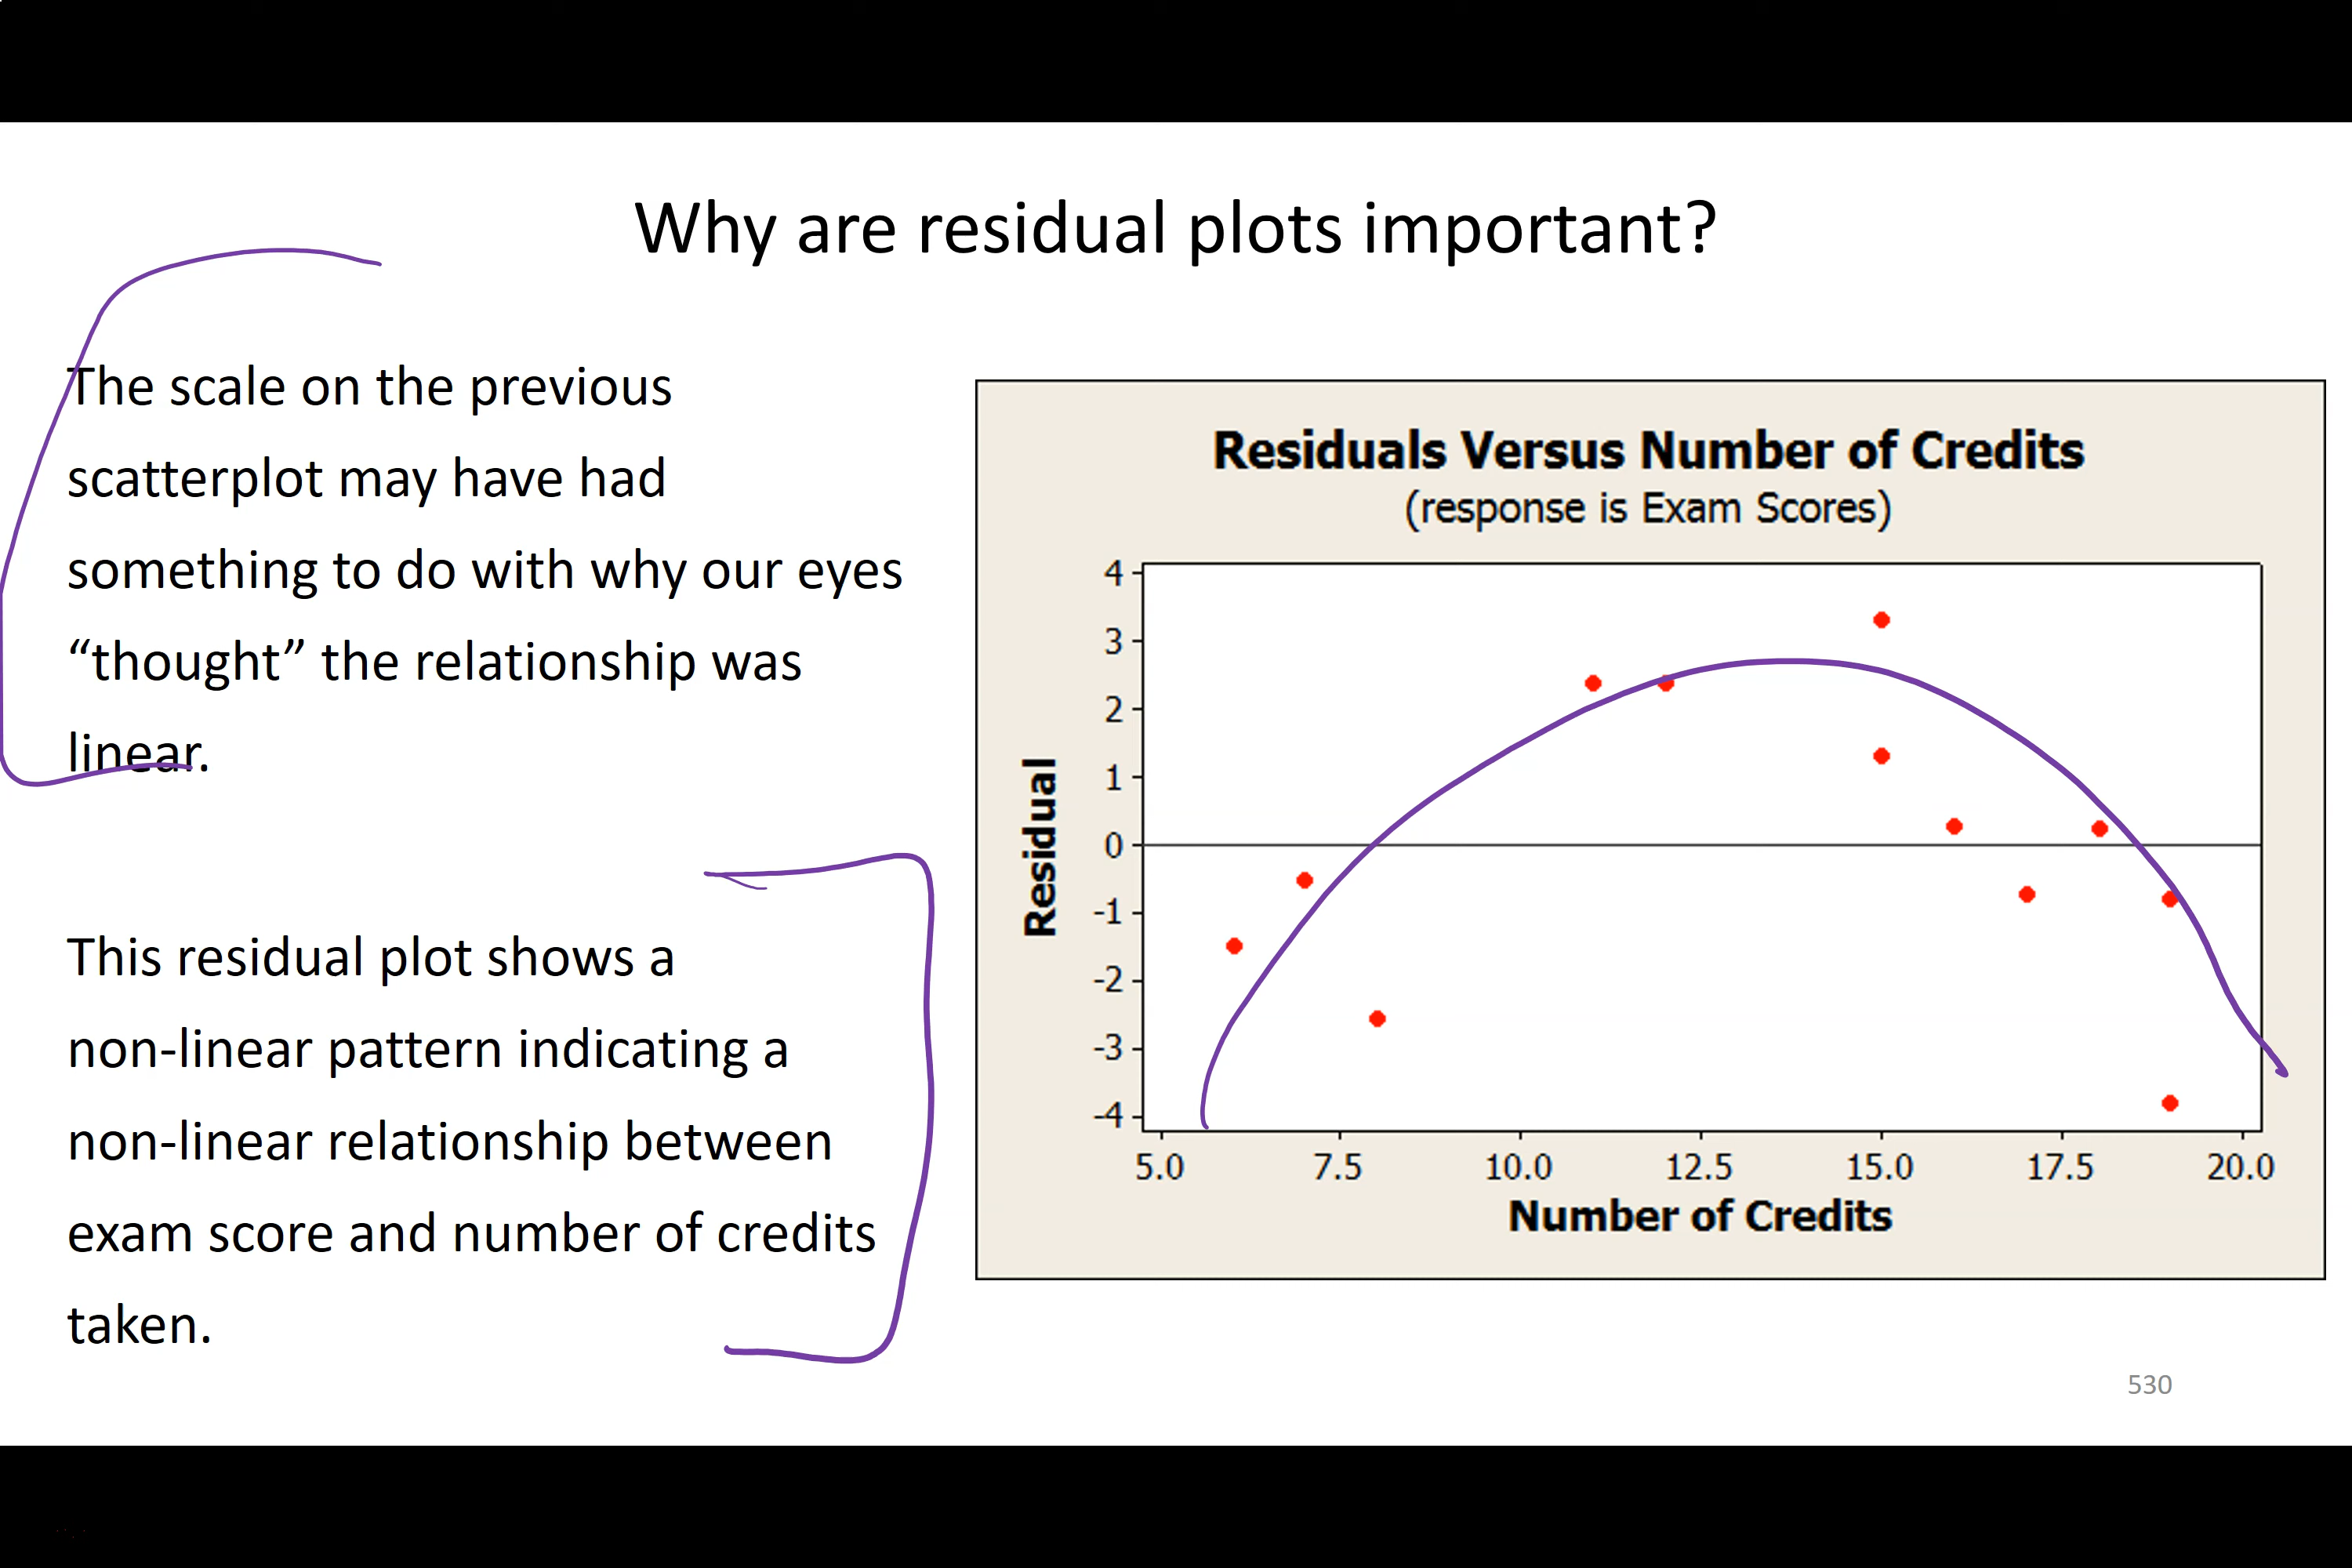 Why are residual plots important?
The scale on the previous
scatterplot may have had
something to do with why our eyes
“thought” the relationship was
linear.
This residual plot shows a
non-linear pattern indicating a
non-linear relationship between
exam score and number of credits
taken.
Residuals Versus Number of Credits
(response is Exam Scores)
4
3
2
1
0
-1
-2
-3
-4
Residual
5.0 7.5 10.0 12.5 15.0 17.5 20.0
Number of Credits
530